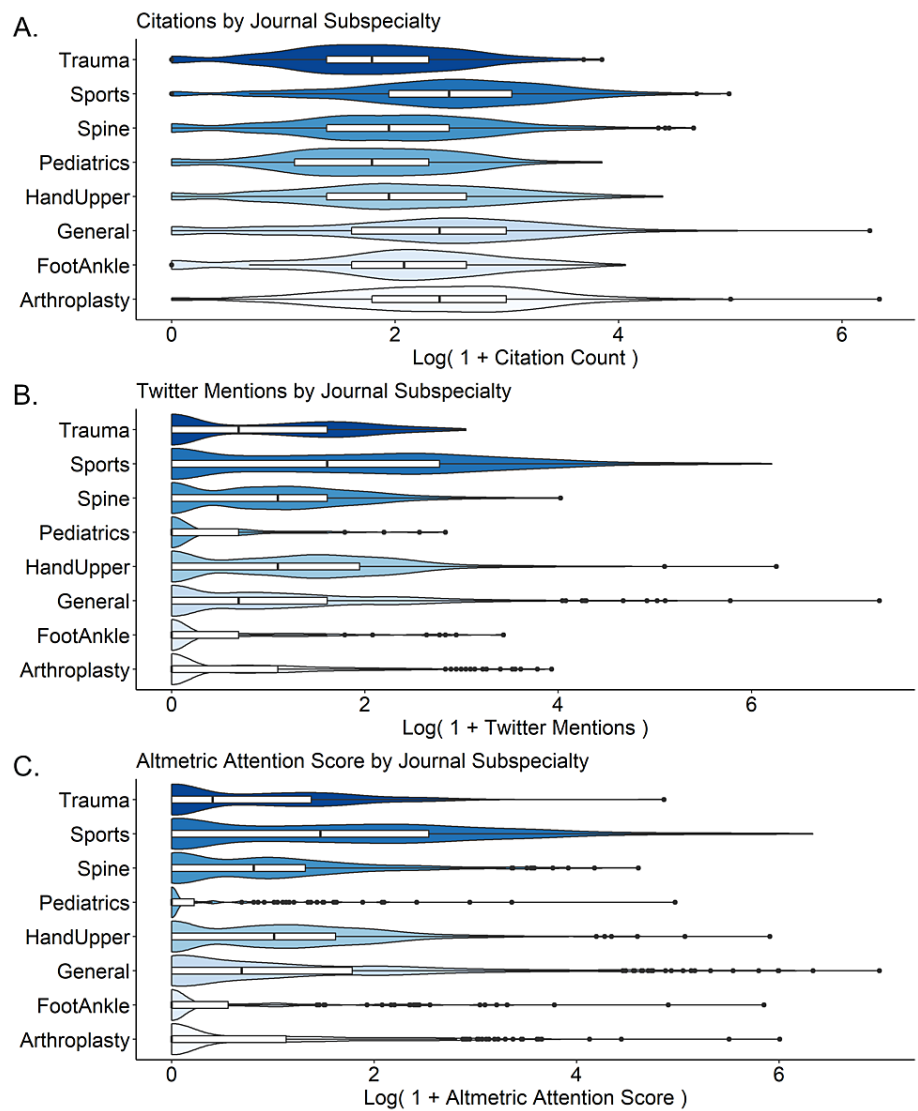 A.
Citations by Journal Subspecialty
Trauma
Sports
Spine
Pediatrics
HandUpper
General
FootAnkle
Arthroplasty
0 2 4 6
Log( 1 + Citation Count )
B.
Twitter Mentions by Journal Subspecialty
Trauma
Sports
Spine
Pediatrics
HandUpper
General
FootAnkle
Arthroplasty
0 2 4 6
Log( 1 + Twitter Mentions )
C.
Altmetric Attention Score by Journal Subspecialty
Trauma
Sports
Spine
Pediatrics
HandUpper
General
FootAnkle
Arthroplasty
0 2 4 6
Log( 1 + Altmetric Attention Score )